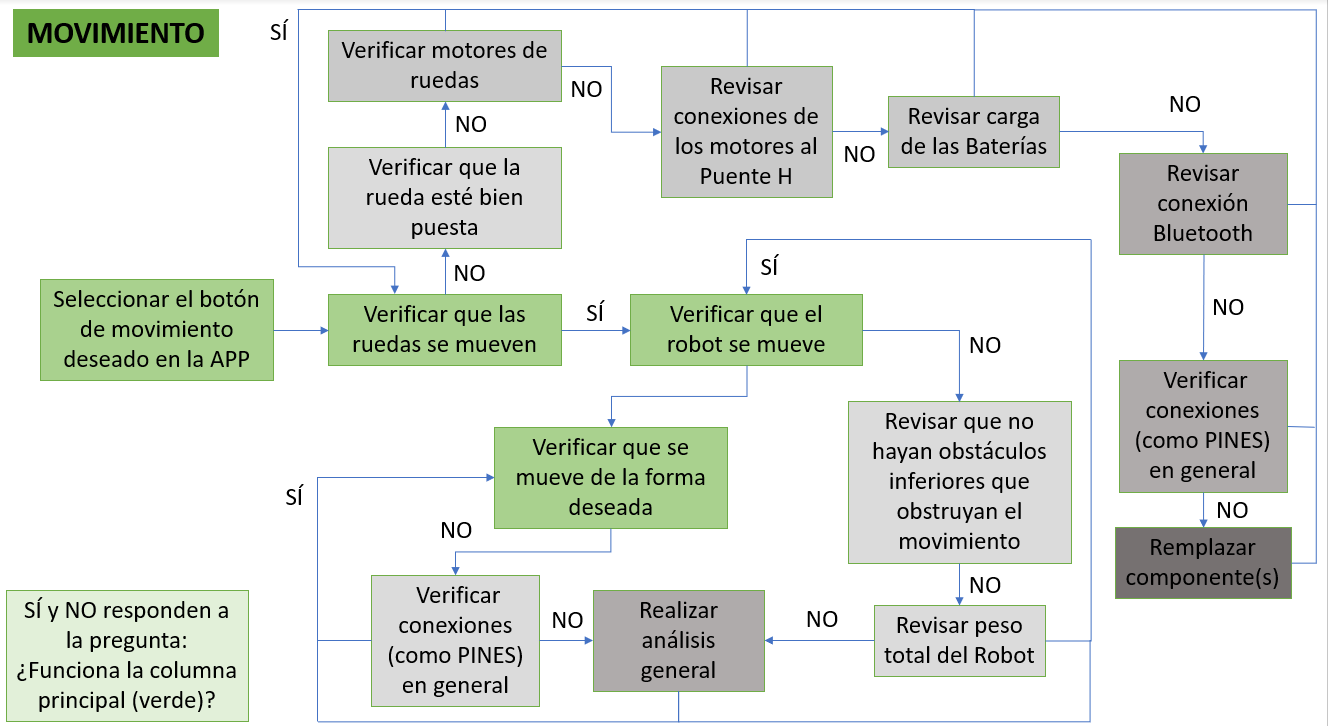 MOVIMIENTO
SÍ
Verificar motores de
ruedas
NO
Revisar
conexiones de
los motores al
Puente H
NO
Revisar carga
de las Baterías
NO
Revisar
conexión
Bluetooth
NO
Verificar que la
rueda esté bien
puesta
NO
Seleccionar el botón
de movimiento
deseado en la APP
Verificar que las
ruedas se mueven
SÍ
Verificar que el
robot se mueve
SÍ
NO
NO
Verificar
conexiones
(como PINES)
en general
NO
Remplazar
componente(s)
Revisar que no
hayan obstáculos
inferiores que
obstruyan el
movimiento
NO
Revisar peso
total del Robot
NO
Verificar que se
mueve de la forma
deseada
SÍ
NO
Verificar
conexiones
(como PINES)
en general
NO
Realizar
análisis
general
SÍ y NO responden a
la pregunta:
¿Funciona la columna
principal (verde)?